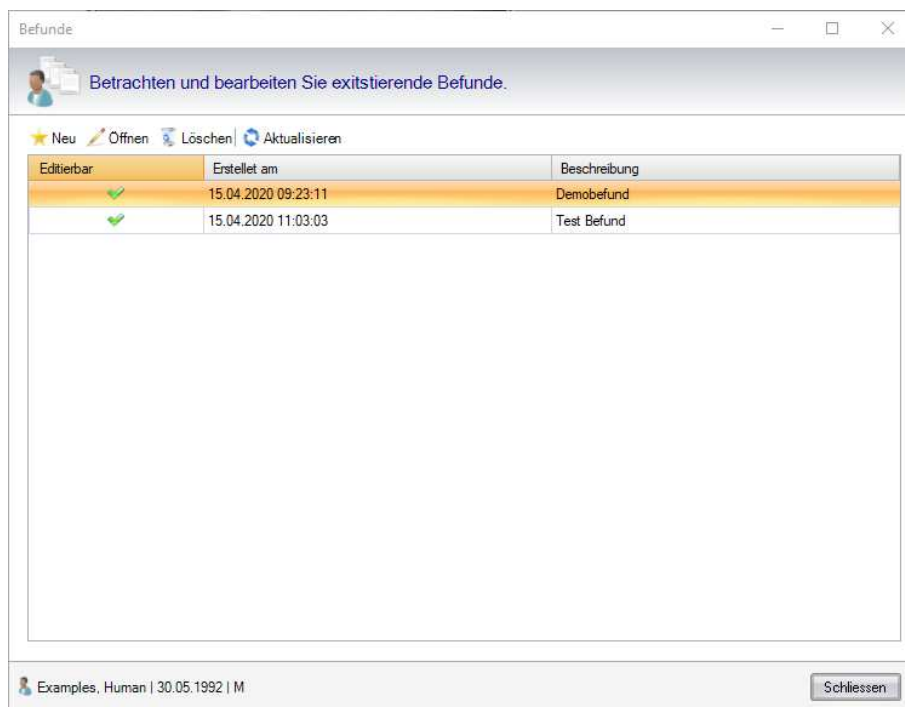 Befunde
Betrachten und bearbeiten Sie exitstierende Befunde.
Neu Öffnen Löschen Aktualisieren
Editierbar Erstellet am Beschreibung
15.04.2020 09:23:11 Demobefund
15.04.2020 11:03:03 Test Befund
Examples, Human | 30.05.1992 | M Schliessen